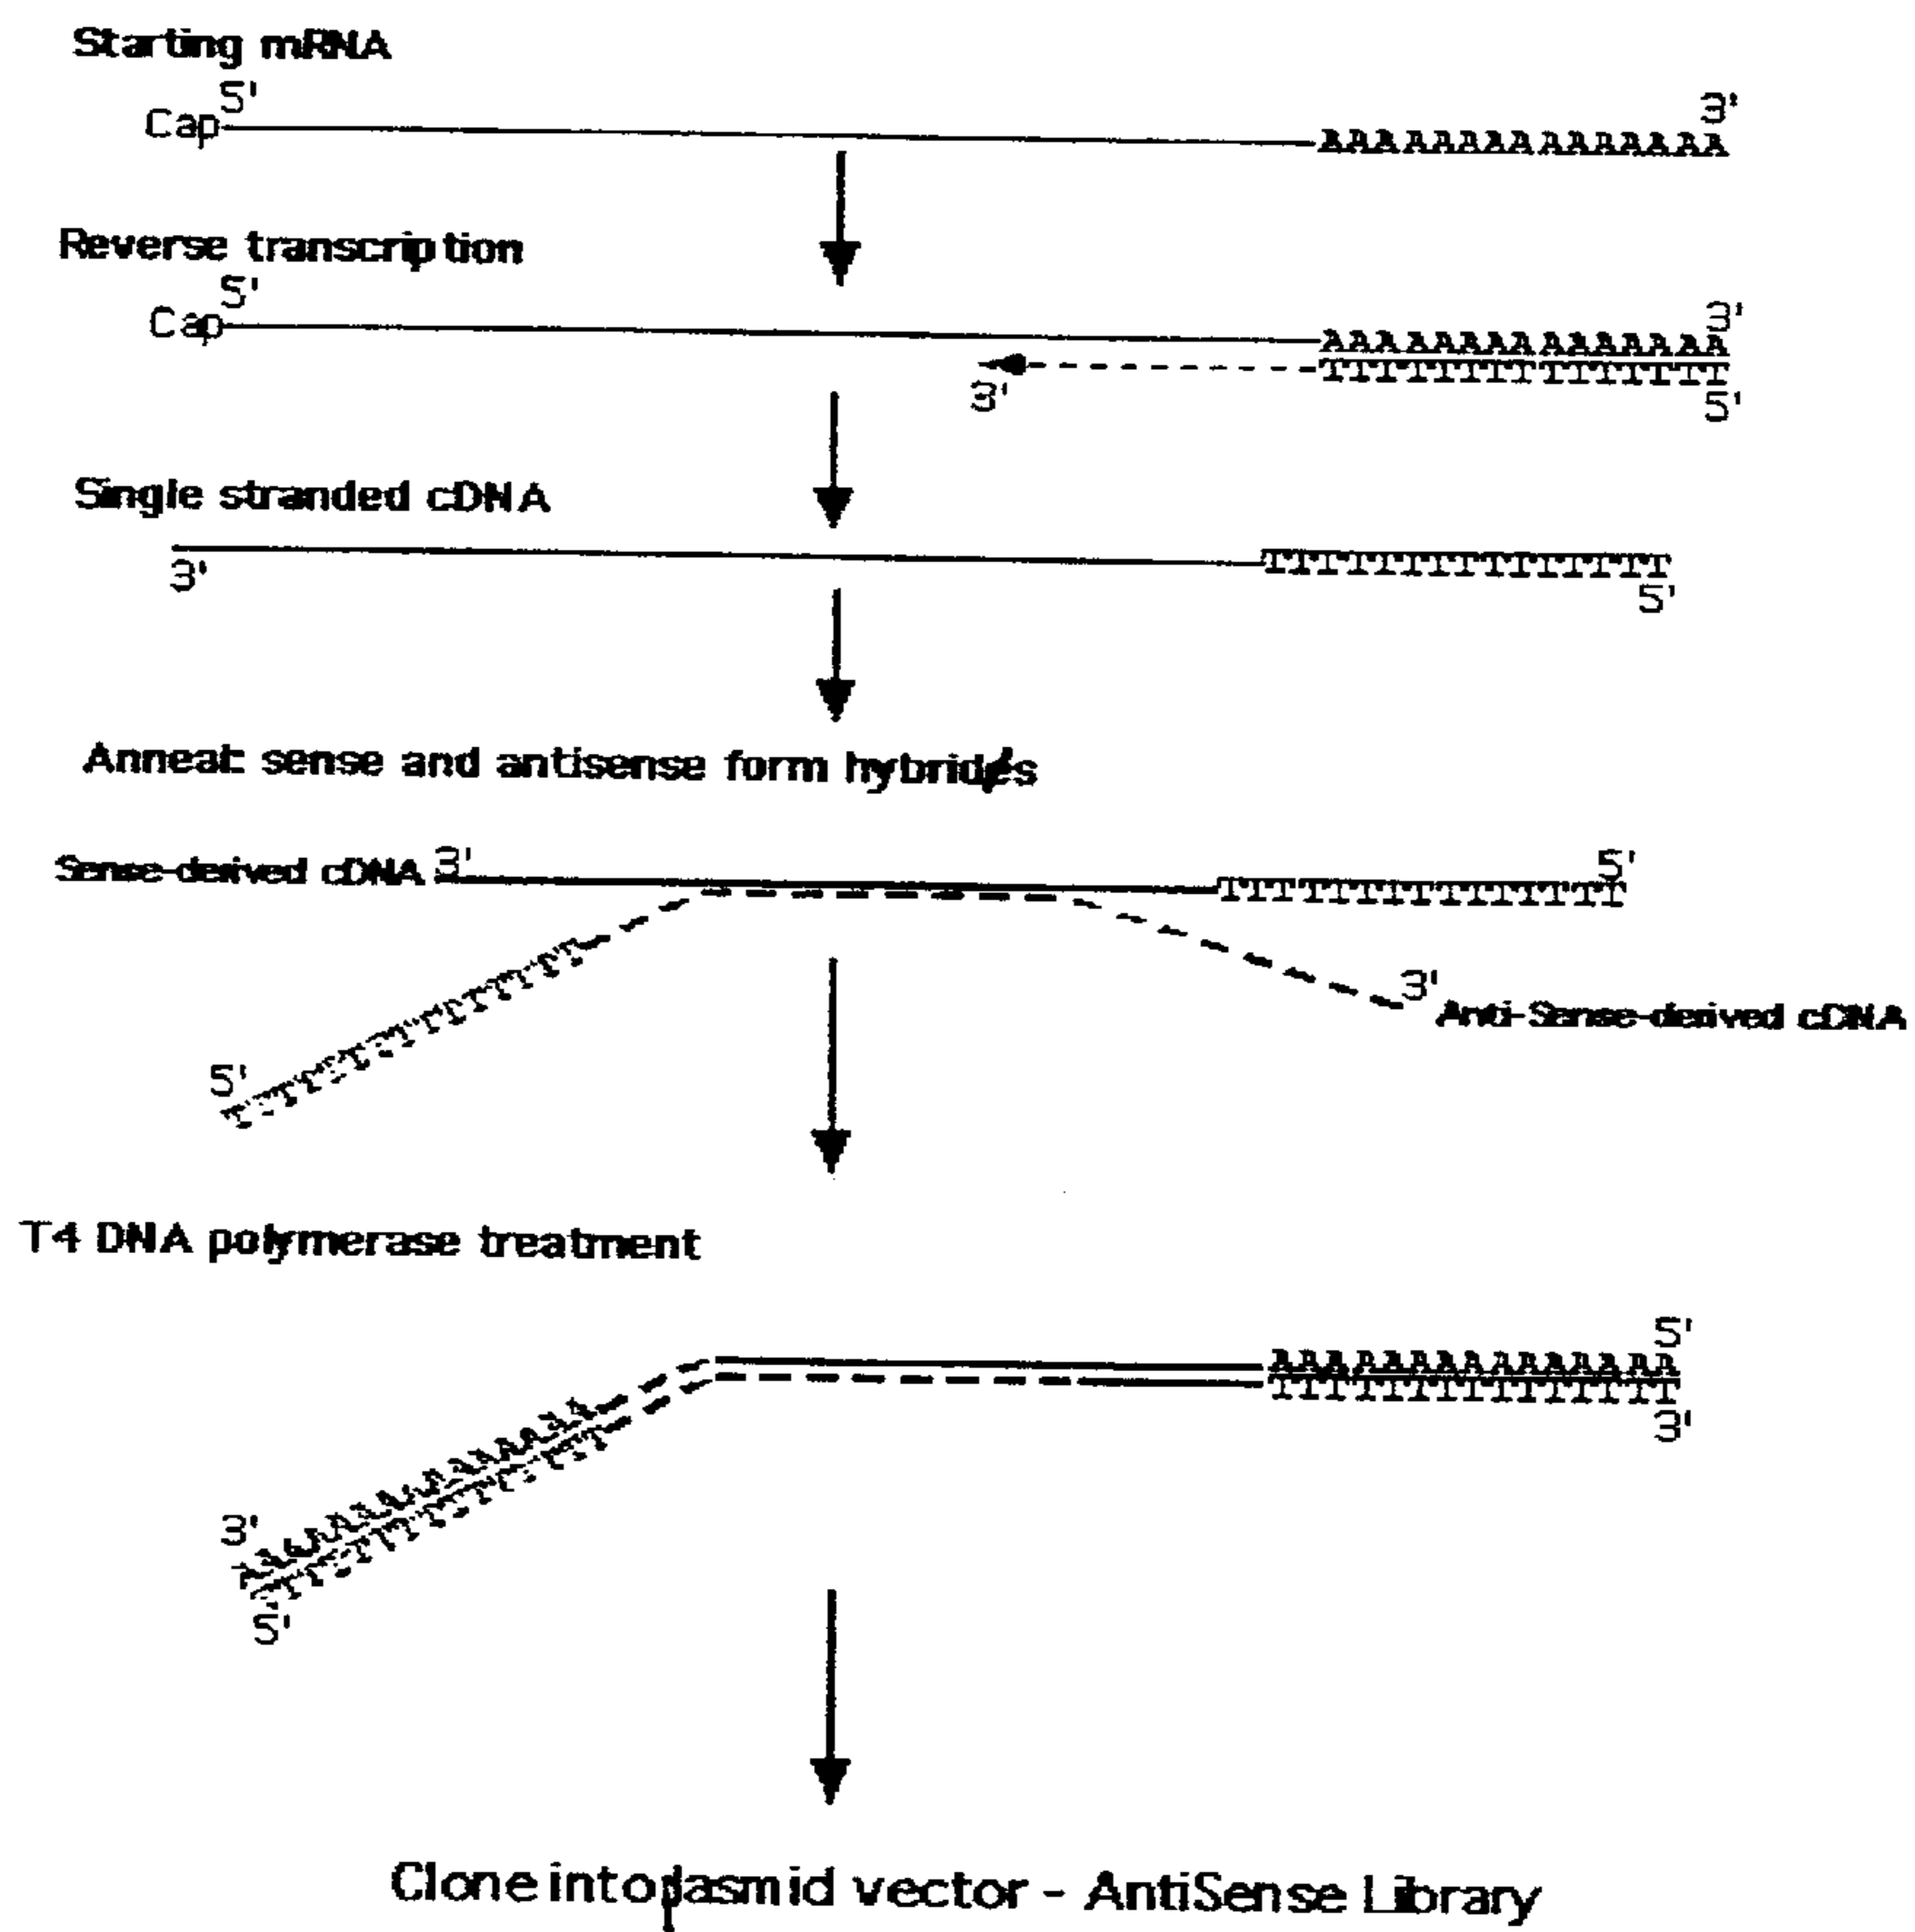 Starting mRNA
5' 3'
Cap AAAAAAAAAAAAAAA
Reverse transcription
5' 3'
Cap AAAAAAAAAAAAAAA
TTTTTTTTTTTTTTT
3' 5'
Single stranded cDNA
TTTTTTTTTTTTTTT
3' 5'
Anneal: sense and antisense form hybrids
Sense-derived cDNA 3' 5'
TTTTTTTTTTTTTTT
3' Anti-Sense-derived cDNA
5'
T4 DNA polymerase treatment
5'
AAAAAAAAAAAAAAA
TTTTTTTTTTTTTTT
3'
3'
5'
Clone into plasmid vector - AntiSense Library